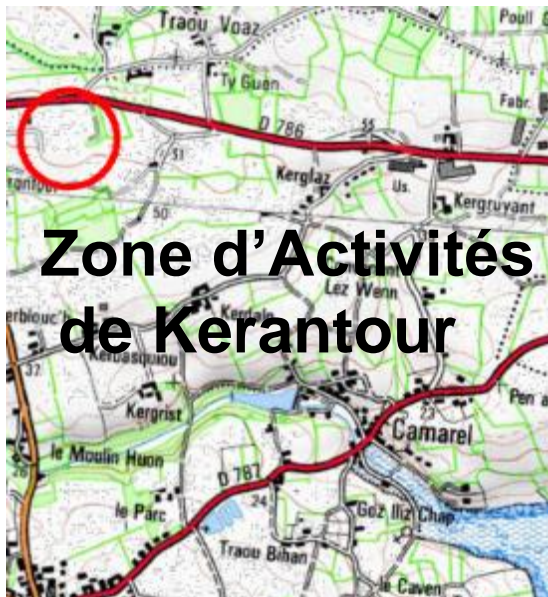 Traou Voaz
Poull
Ty Guen
Fabr.
D 786
55
51
Kerglaz
Us.
Kergruyant
50
Zone d'Activités
Lez Wenn
de Kerantour
Kerdale
37
Kerbasquiou
Kergrist
Pen a
23
Camarel
le Moulin Huon
D 787
24
le Parc
Goz Iliz Chap.
Traou Bihan
le Caven